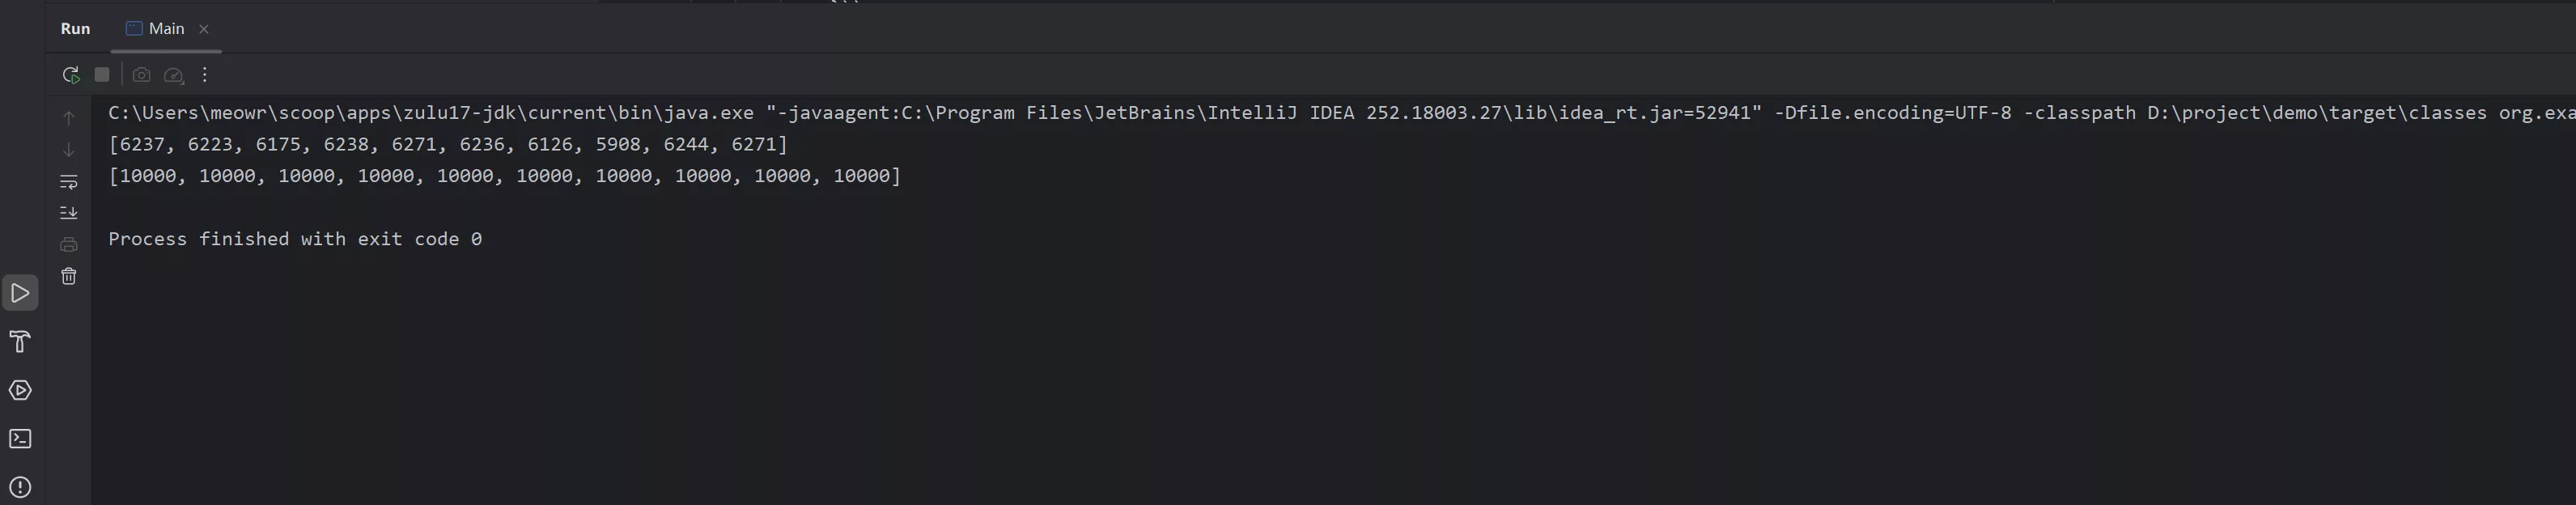 Run Main
C:\Users\meowr\scoop\apps\zulu17-jdk\current\bin\java.exe "-javaagent:C:\Program Files\JetBrains\IntelliJ IDEA 252.18003.27\lib\idea_rt.jar=52941" -Dfile.encoding=UTF-8 -classpath D:\project\demo\target\classes org.exa
[6237, 6223, 6175, 6238, 6271, 6236, 6126, 5908, 6244, 6271]
[10000, 10000, 10000, 10000, 10000, 10000, 10000, 10000, 10000, 10000]
Process finished with exit code 0